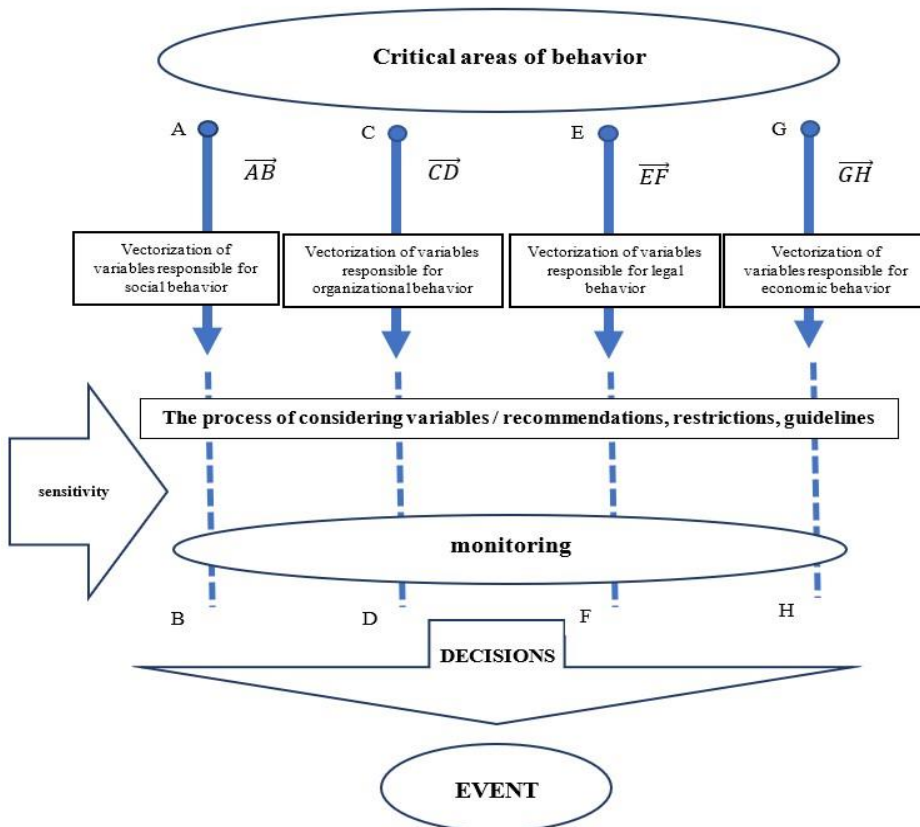 Critical areas of behavior
A
C
E
G
AB
CD
EF
GH
Vectorization of
variables responsible for
social behavior
Vectorization of variables
responsible for
organizational behavior
Vectorization of variables
responsible for legal
behavior
Vectorization of
variables responsible for
economic behavior
The process of considering variables / recommendations, restrictions, guidelines
sensitivity
monitoring
B
D
F
H
DECISIONS
EVENT